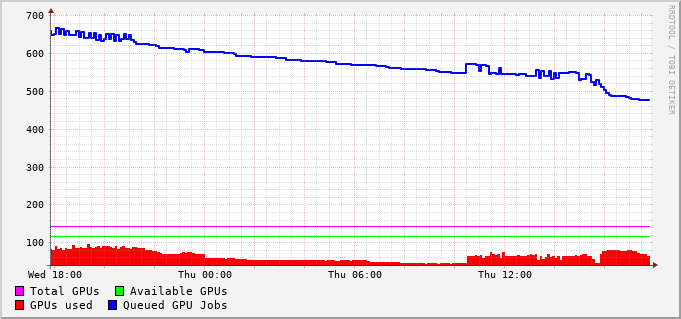 700
600
500
400
300
200
100
Wed 18:00 Thu 00:00 Thu 06:00 Thu 12:00
Total GPUs Available GPUs
GPUs used Queued GPU Jobs
RRDTOOL / TOBI OETIKER